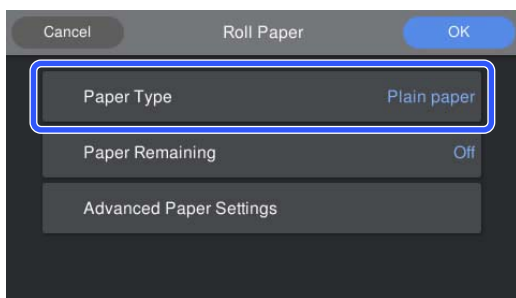 Cancel Roll Paper OK
Paper Type Plain paper
Paper Remaining Off
Advanced Paper Settings